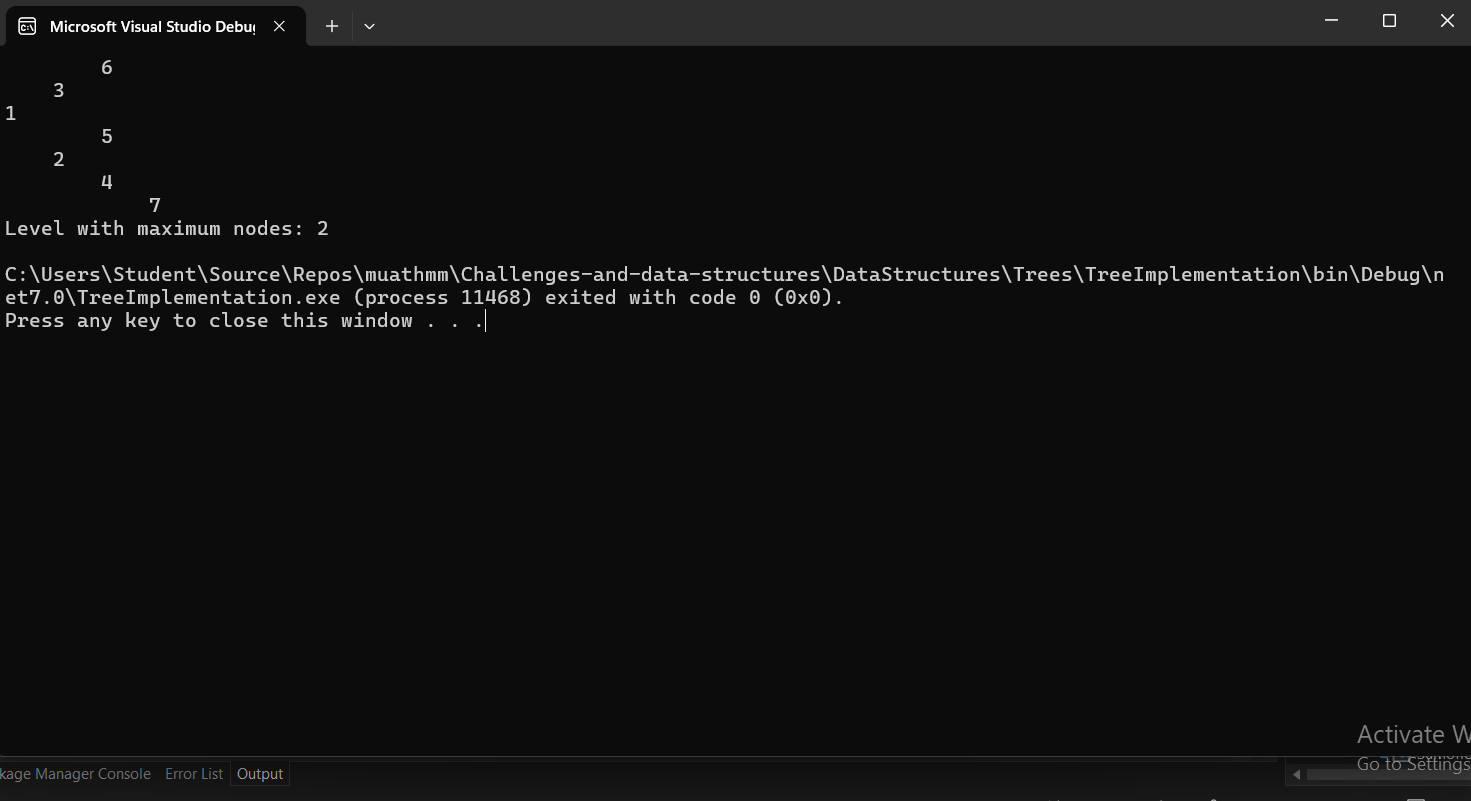 Microsoft Visual Studio Debu
6
3
1
5
2
4
7
Level with maximum nodes: 2
C:\Users\Student\Source\Repos\muathmm\Challenges-and-data-structures\DataStructures\Trees\TreeImplementation\bin\Debug\n
et7.0\TreeImplementation.exe (process 11468) exited with code 0 (0x0).
Press any key to close this window . . .
Activate W
Go to Settings
kage Manager Console Error List Output